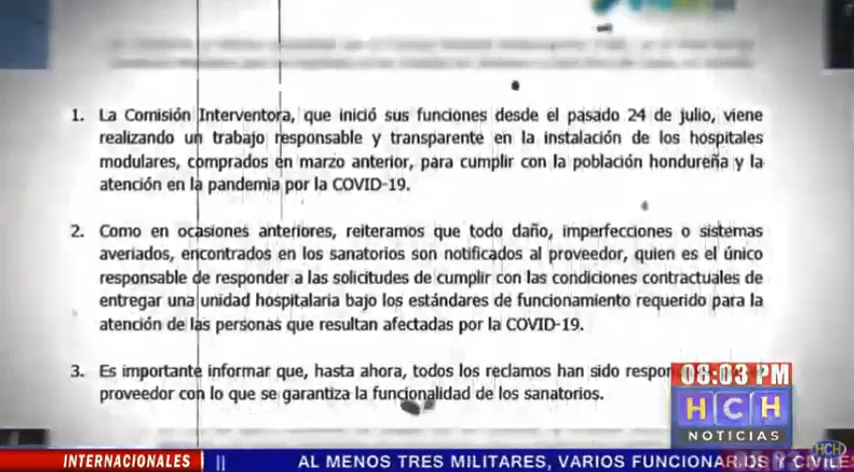 1. La Comisión Interventora, que inició sus funciones desde el pasado 24 de julio, viene
realizando un trabajo responsable y transparente en la instalación de los hospitales
modulares, comprados en marzo anterior, para cumplir con la población hondureña y la
atención en la pandemia por la COVID-19.
2. Como en ocasiones anteriores, reiteramos que todo daño, imperfecciones o sistemas
averiados, encontrados en los sanatorios son notificados al proveedor, quien es el único
responsable de responder a las solicitudes de cumplir con las condiciones contractuales de
entregar una unidad hospitalaria bajo los estándares de funcionamiento requerido para la
atención de las personas que resultan afectadas por la COVID-19.
3. Es importante informar que, hasta ahora, todos los reclamos han sido
proveedor con lo que se garantiza la funcionalidad de los sanatorios.
08:03 PM
HCH
NOTICIAS
HCH
INTERNACIONALES || AL MENOS TRES MILITARES, VARIOS FUNCIONARIOS Y CIVILE